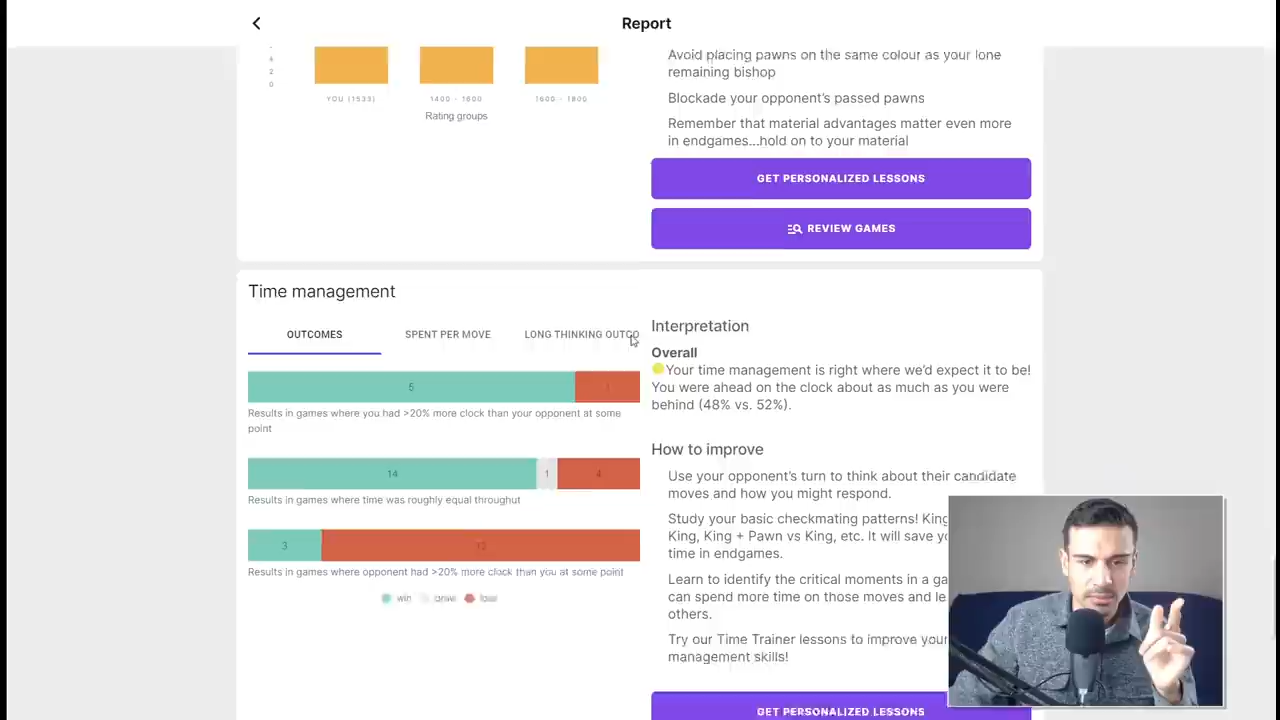 Report
4
2
0
YOU (1533)
1400 - 1600
1600 - 1800
Rating groups
Avoid placing pawns on the same colour as your lone
remaining bishop
Blockade your opponent's passed pawns
Remember that material advantages matter even more
in endgames...hold on to your material
GET PERSONALIZED LESSONS
REVIEW GAMES
Time management
OUTCOMES
SPENT PER MOVE
LONG THINKING OUTCO
5
1
Results in games where you had >20% more clock than your opponent at some
point
14
1
4
Results in games where time was roughly equal throughut
3
13
Results in games where opponent had >20% more clock than you at some point
win
draw
lose
Interpretation
Overall
Your time management is right where we'd expect it to be!
You were ahead on the clock about as much as you were
behind (48% vs. 52%).
How to improve
Use your opponent's turn to think about their candidate
moves and how you might respond.
Study your basic checkmating patterns! King
King, King + Pawn vs King, etc. It will save yo
time in endgames.
Learn to identify the critical moments in a ga
can spend more time on those moves and le
others.
Try our Time Trainer lessons to improve your
management skills!
GET PERSONALIZED LESSONS